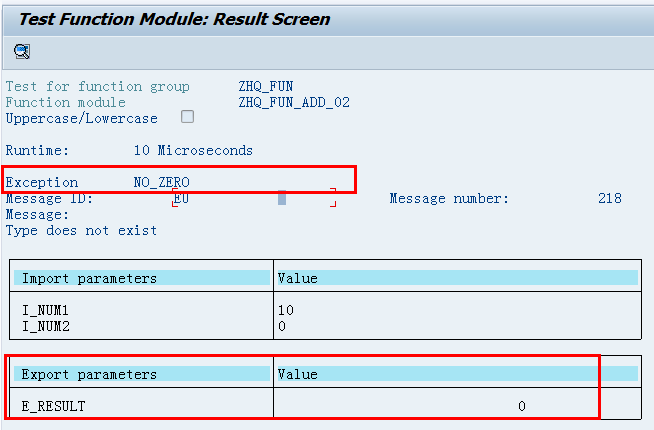 Test Function Module: Result Screen
Test for function group ZHQ_FUN
Function module ZHQ_FUN_ADD_02
Uppercase/Lowercase
Runtime: 10 Microseconds
Exception NO_ZERO
Message ID: EU Message number: 218
Message:
Type does not exist
Import parameters Value
I_NUM1 10
I_NUM2 0
Export parameters Value
E_RESULT 0